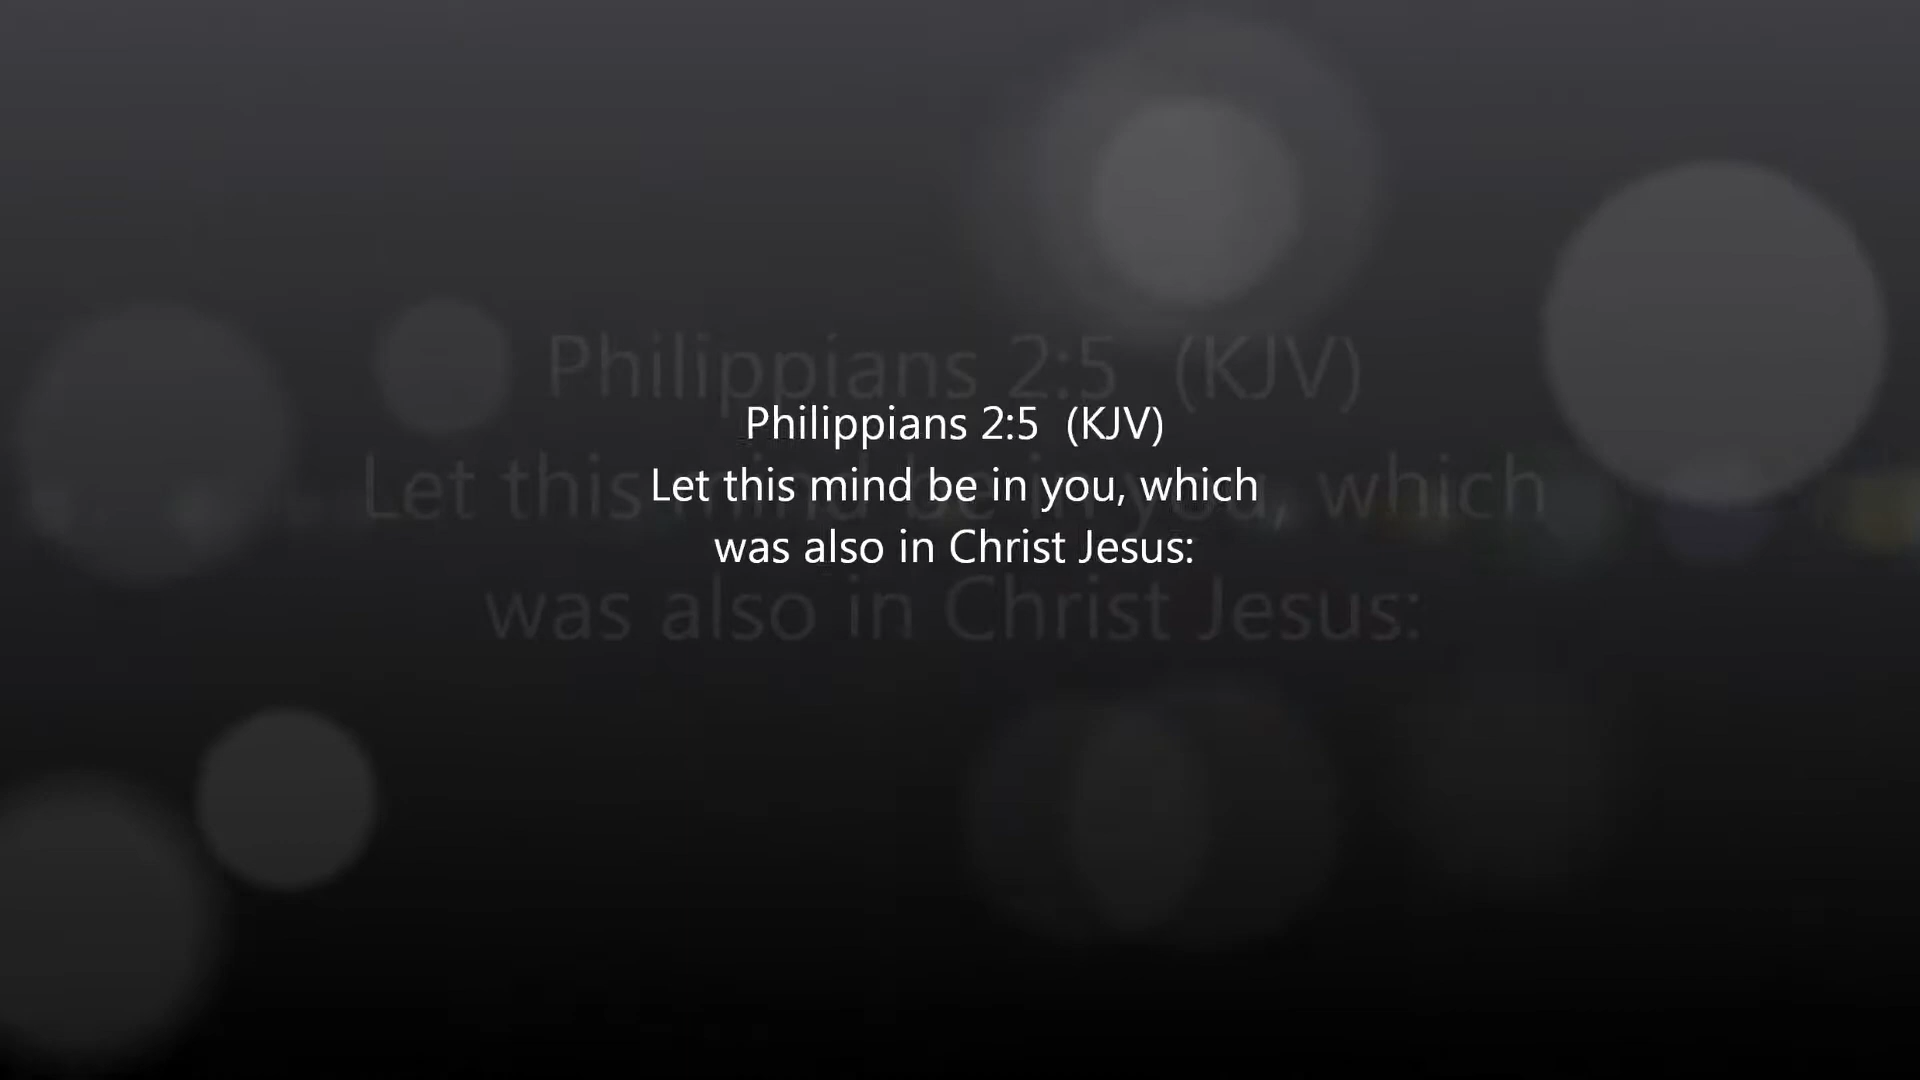 Philippians 2:5  (KJV)
Let this mind be in you, which
was also in Christ Jesus: